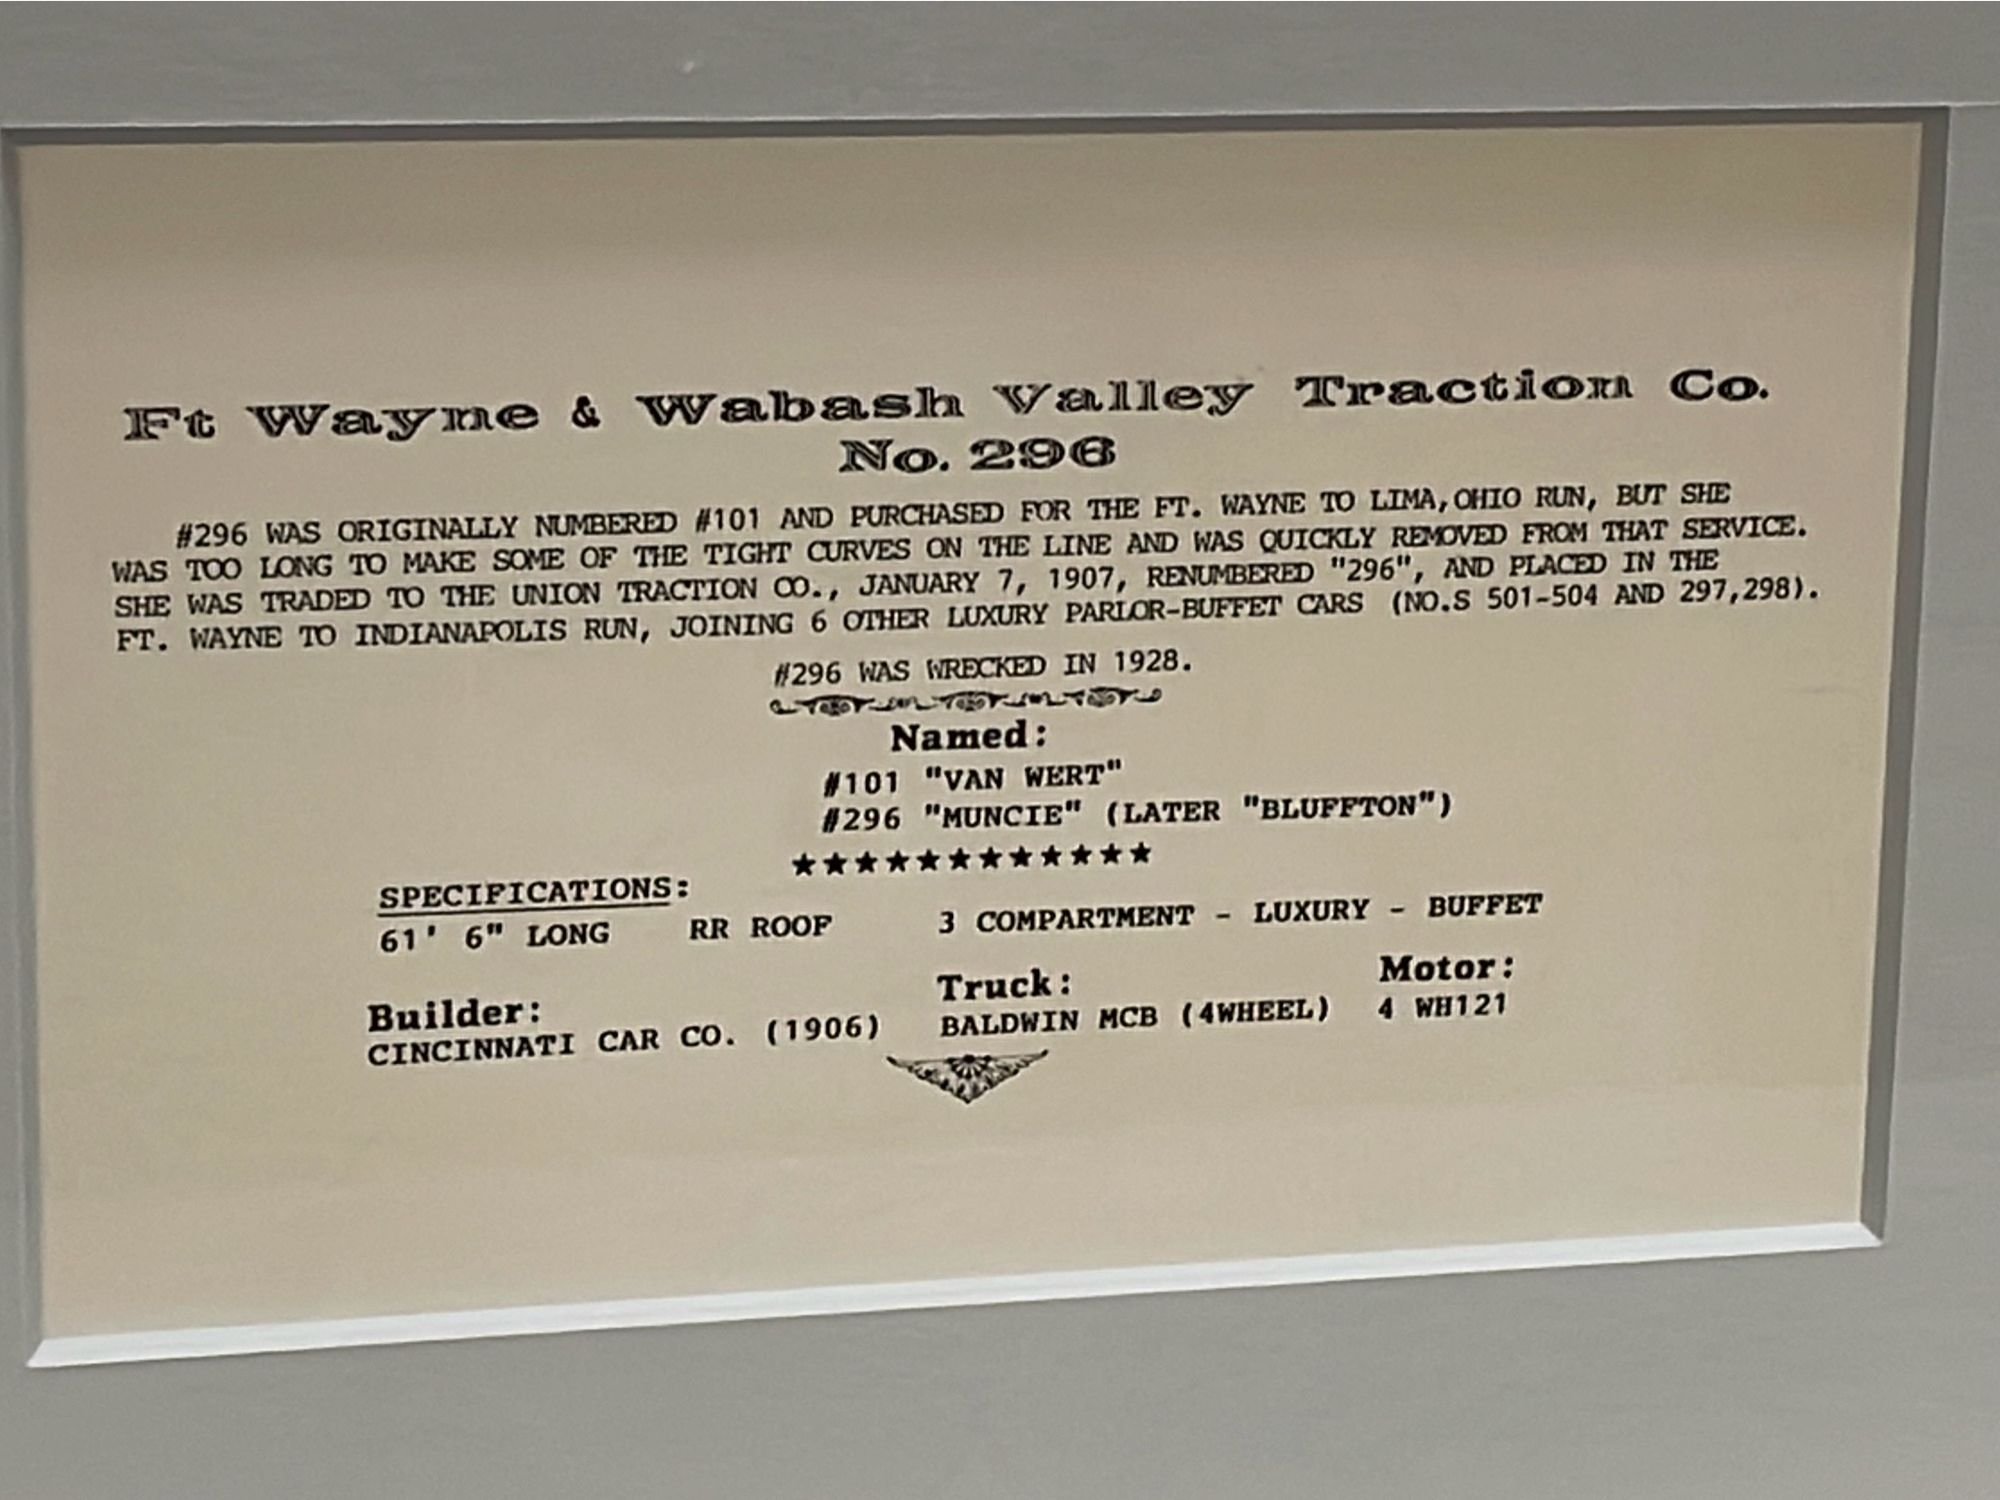 Ft Wayne & Wabash Valley Traction Co.
No. 296
#296 WAS ORIGINALLY NUMBERED #101 AND PURCHASED FOR THE FT. WAYNE TO LIMA, OHIO RUN, BUT SHE
WAS TOO LONG TO MAKE SOME OF THE TIGHT CURVES ON THE LINE AND WAS QUICKLY REMOVED FROM THAT SERVICE.
SHE WAS TRADED TO THE UNION TRACTION CO., JANUARY 7, 1907, RENUMBERED "296", AND PLACED IN THE
FT. WAYNE TO INDIANAPOLIS RUN, JOINING 6 OTHER LUXURY PARLOR-BUFFET CARS (NO.S 501-504 AND 297,298).
#296 WAS WRECKED IN 1928.
Named:
#101 "VAN WERT"
#296 "MUNCIE" (LATER "BLUFFTON")
★★★★★★★★★★★★
SPECIFICATIONS:
61' 6" LONG RR ROOF 3 COMPARTMENT - LUXURY - BUFFET
Builder: Truck: Motor:
CINCINNATI CAR CO. (1906) BALDWIN MCB (4WHEEL) 4 WH121